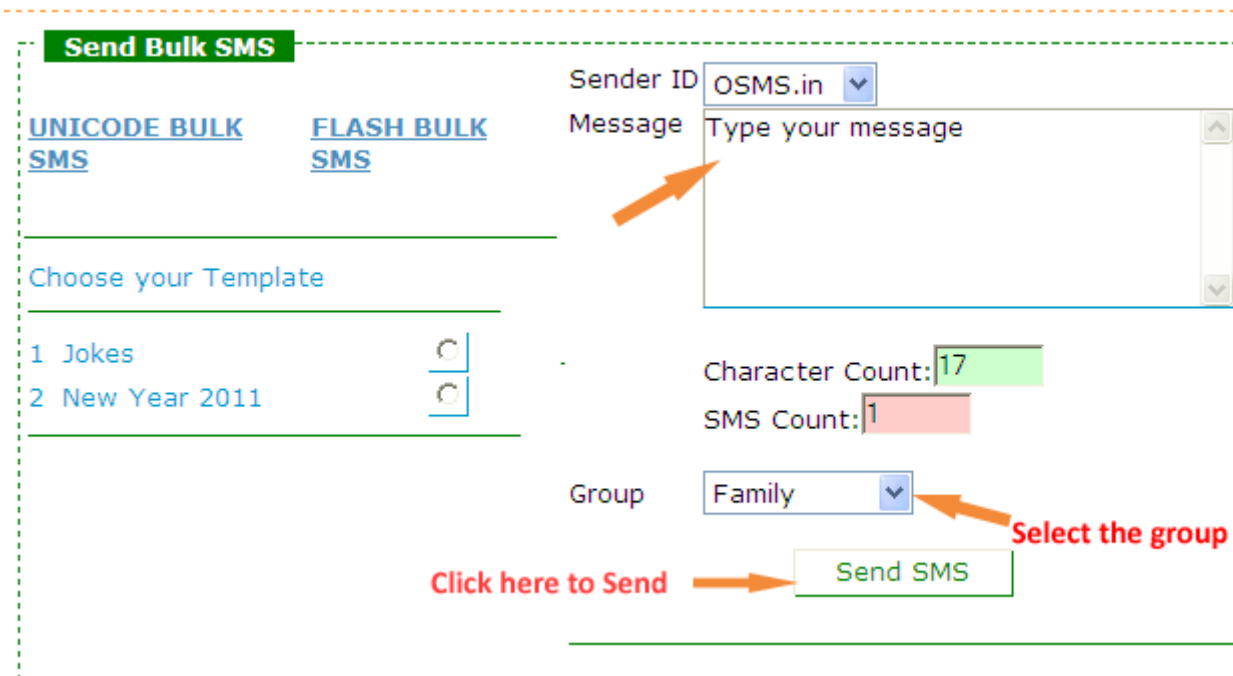 Send Bulk SMS
UNICODE BULK
SMS
FLASH BULK
SMS
Choose your Template
1 Jokes
2 New Year 2011
Sender ID OSMS.in
Message Type your message
Character Count: 17
SMS Count: 1
Group Family
Select the group
Click here to Send
Send SMS